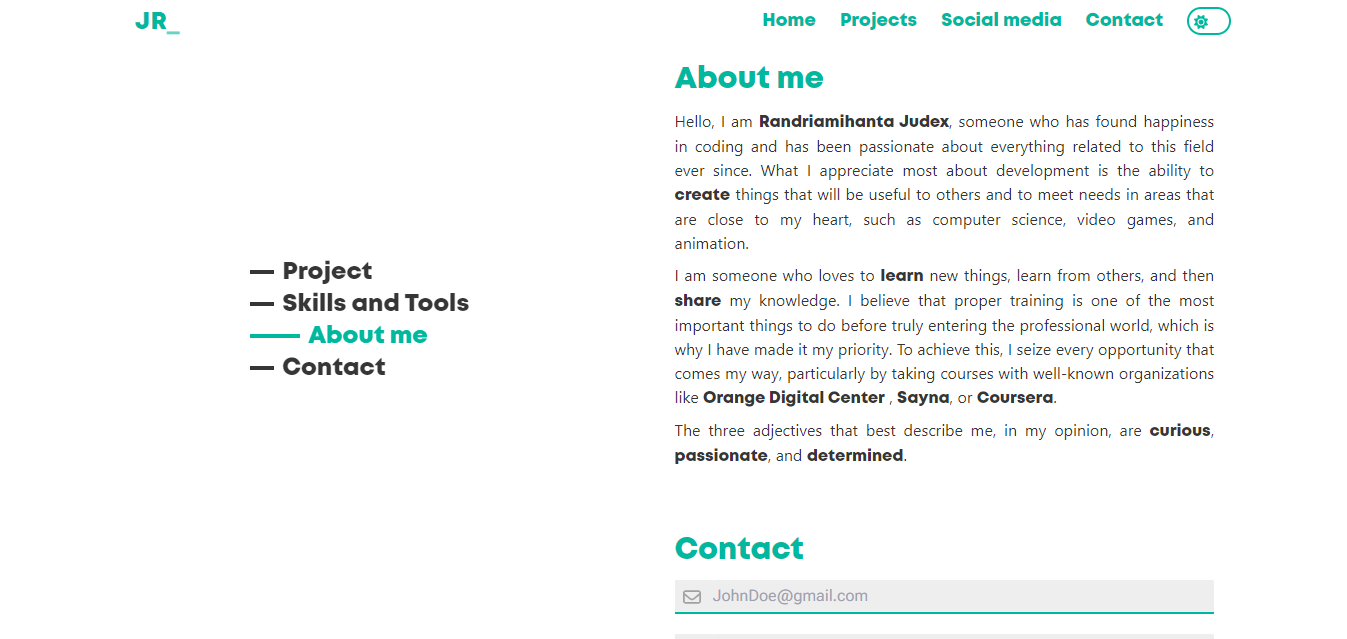 JR_
Home Projects Social media Contact
Project
Skills and Tools
About me
Contact
About me
Hello, I am Randriamihanta Judex, someone who has found happiness
in coding and has been passionate about everything related to this field
ever since. What I appreciate most about development is the ability to
create things that will be useful to others and to meet needs in areas that
are close to my heart, such as computer science, video games, and
animation.
I am someone who loves to learn new things, learn from others, and then
share my knowledge. I believe that proper training is one of the most
important things to do before truly entering the professional world, which is
why I have made it my priority. To achieve this, I seize every opportunity that
comes my way, particularly by taking courses with well-known organizations
like Orange Digital Center , Sayna, or Coursera.
The three adjectives that best describe me, in my opinion, are curious,
passionate, and determined.
Contact
JohnDoe@gmail.com